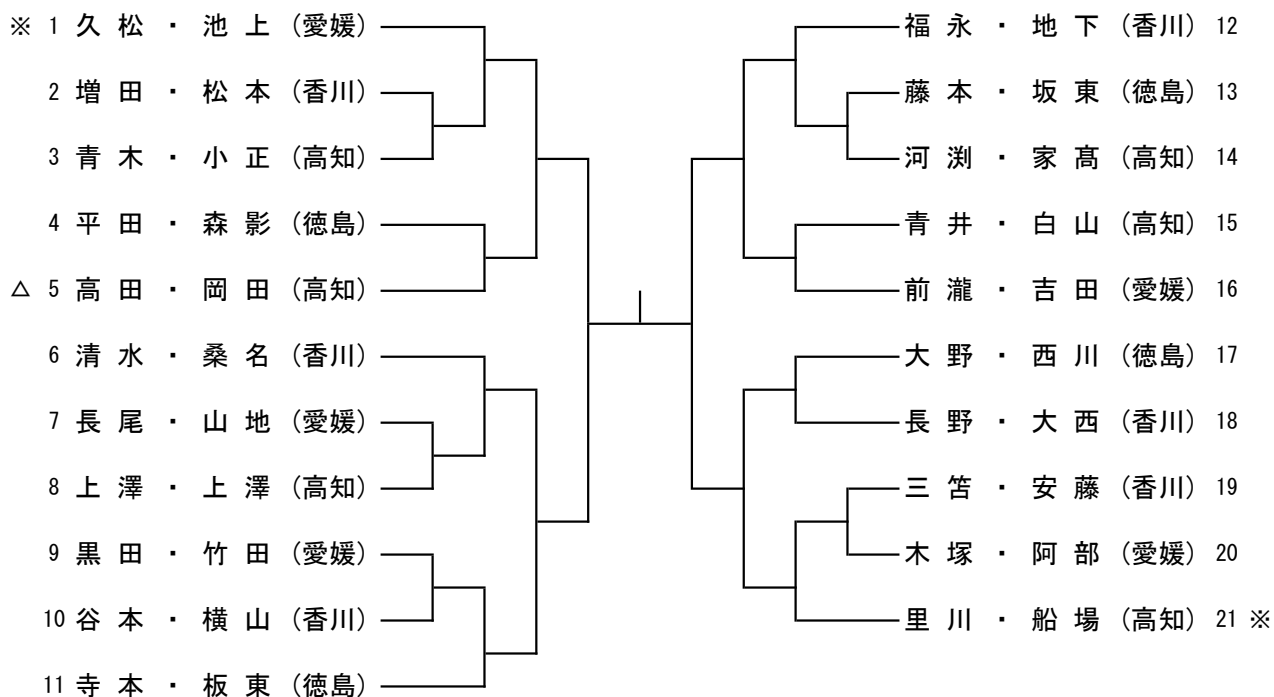 ※ 1 久松・池上 (愛媛)
2 増田・松本 (香川)
3 青木・小正 (高知)
4 平田・森影 (徳島)
△ 5 高田・岡田 (高知)
6 清水・桑名 (香川)
7 長尾・山地 (愛媛)
8 上澤・上澤 (高知)
9 黒田・竹田 (愛媛)
10 谷本・横山 (香川)
11 寺本・板東 (徳島)
福永・地下 (香川) 12
藤本・坂東 (徳島) 13
河渕・家髙 (高知) 14
青井・白山 (高知) 15
前瀧・吉田 (愛媛) 16
大野・西川 (徳島) 17
長野・大西 (香川) 18
三笘・安藤 (香川) 19
木塚・阿部 (愛媛) 20
里川・船場 (高知) 21 ※